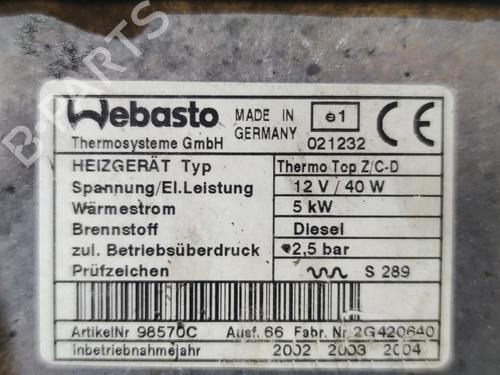 B-PARTS
Webasto
Thermosysteme GmbH
MADE IN
GERMANY
e1
CE
021232
HEIZGERÄT Typ Thermo Top Z/C-D
Spannung/El.Leistung 12 V / 40 W
Wärmestrom 5 kW
Brennstoff Diesel
zul. Betriebsüberdruck 2,5 bar
Prüfzeichen S 289
ArtikelNr 98570C Ausf. 66 Fabr. Nr. 2G420640
Inbetriebnahmejahr 2002 2003 2004